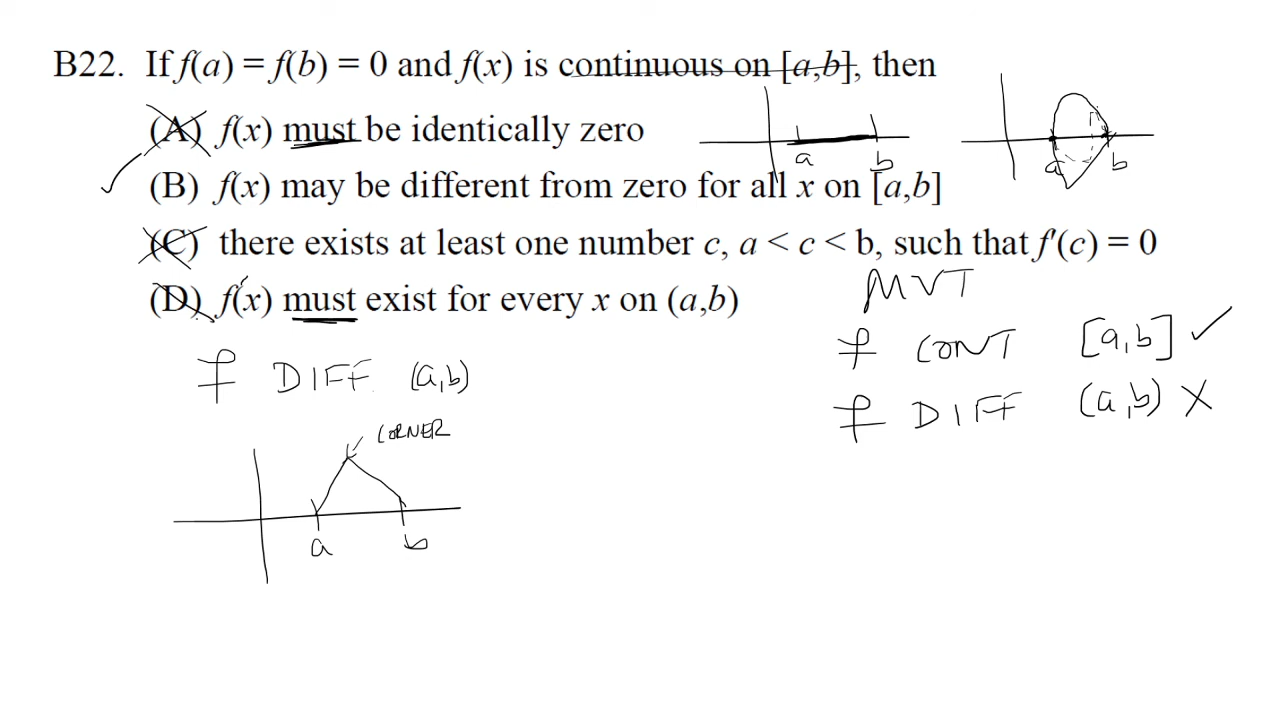 B22. If f(a) = f(b) = 0 and f(x) is continuous on [a,b], then
(A) f(x) must be identically zero
a b
a b
(B) f(x) may be different from zero for all x on [a,b]
(C) there exists at least one number c, a < c < b, such that f'(c) = 0
(D) f'(x) must exist for every x on (a,b)
MVT
f CONT [a,b] ✓
f DIFF (a,b) X
f DIFF (a,b)
CORNER
a b